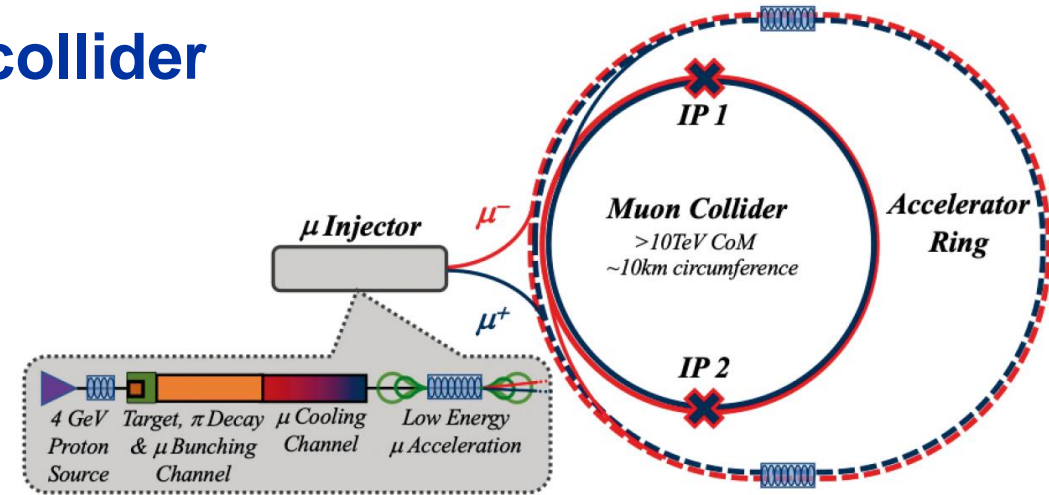 collider
IP 1
μ Injector
μ⁻
Muon Collider
>10TeV CoM
~10km circumference
Accelerator
Ring
μ⁺
IP 2
4 GeV
Proton
Source
Target, π Decay
& μ Bunching
Channel
μ Cooling
Channel
Low Energy
μ Acceleration